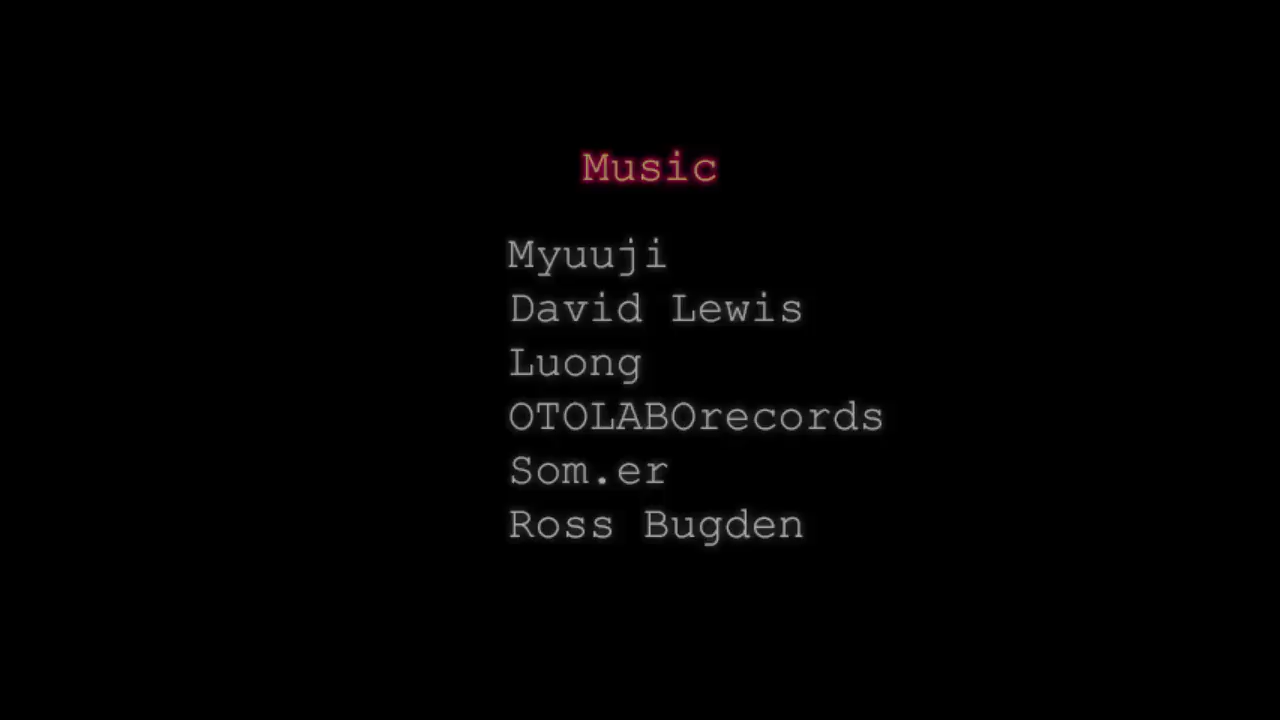 Music
Myuuji
David Lewis
Luong
OTOLABOrecords
Som.er
Ross Bugden